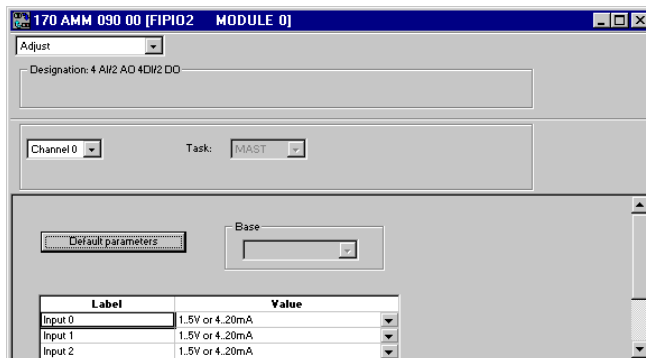 170 AMM 090 00 [FIPIO2 MODULE 0]
Adjust
Designation: 4 AI/2 AO 4DI/2 DO
Channel 0 Task: MAST
Base
Default parameters
Label Value
Input 0 1..5V or 4..20mA
Input 1 1..5V or 4..20mA
Input 2 1..5V or 4..20mA